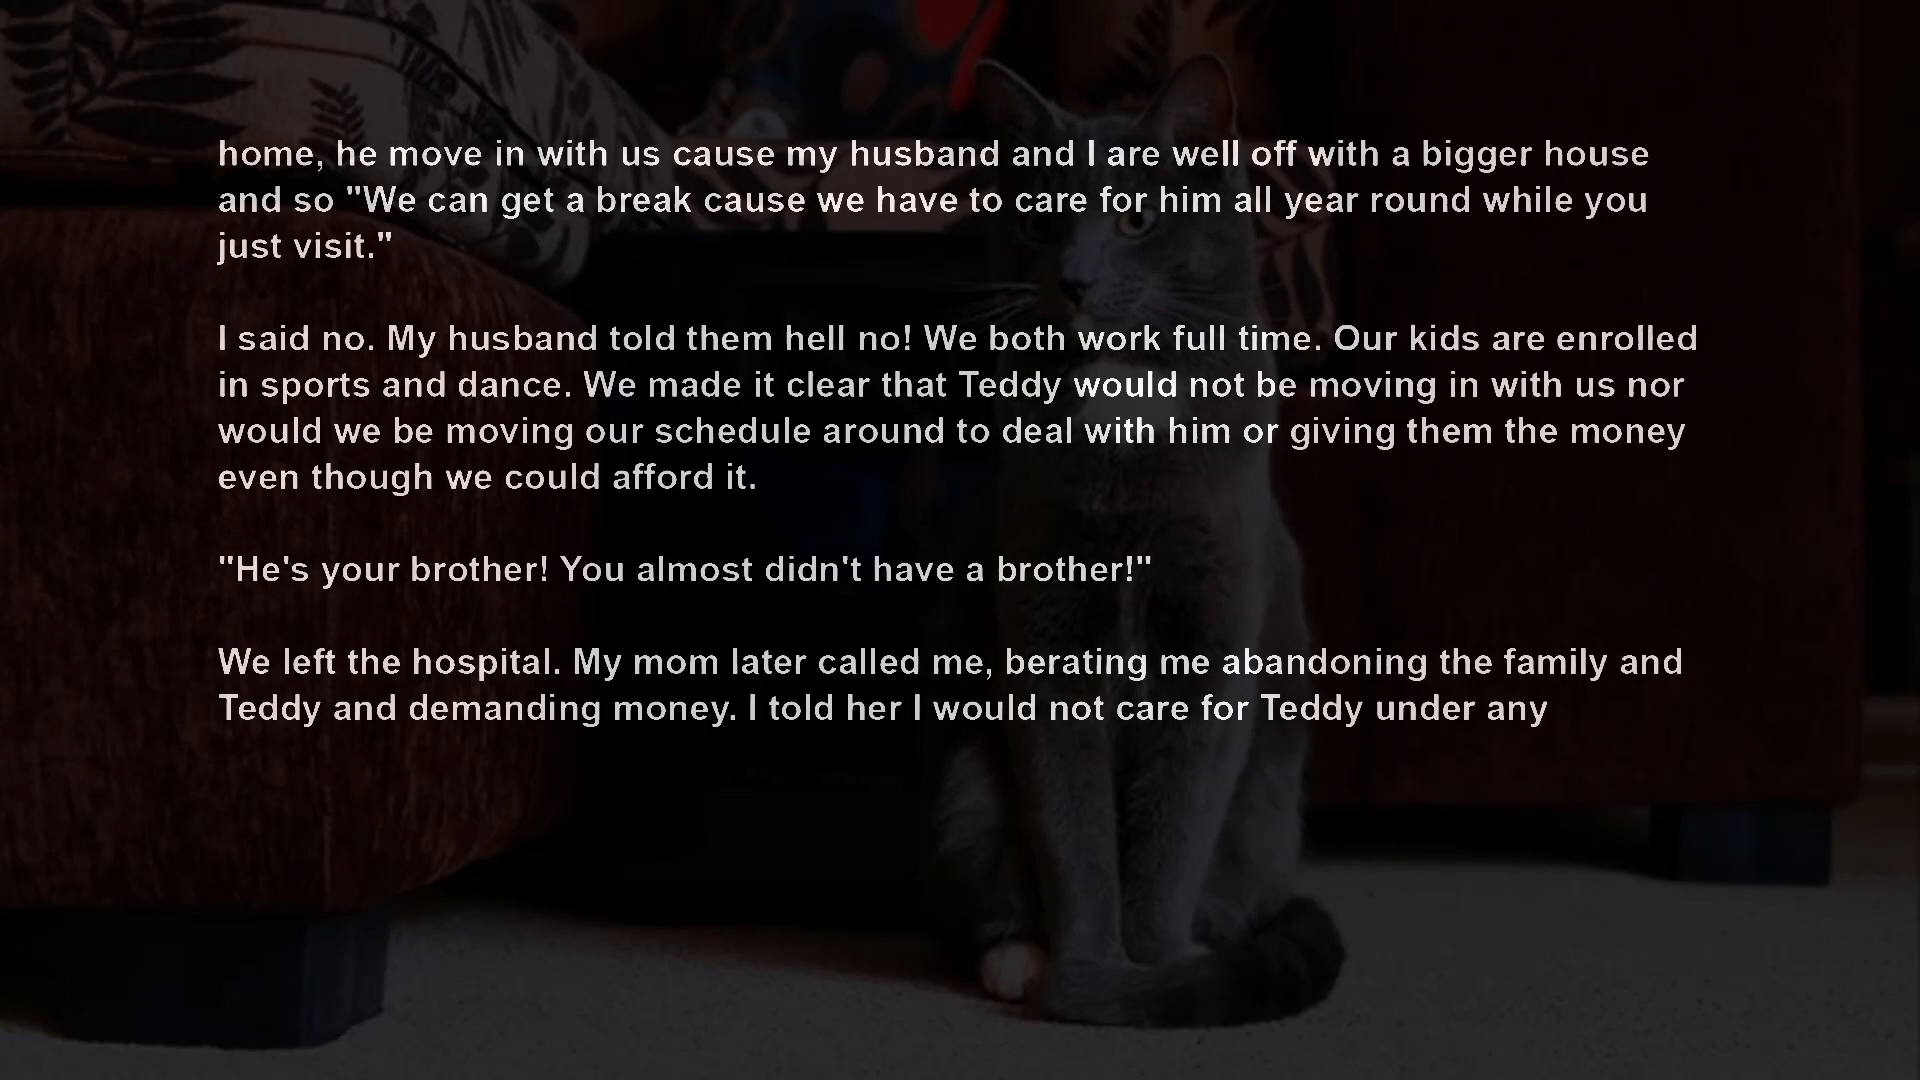 home, he move in with us cause my husband and I are well off with a bigger house
and so "We can get a break cause we have to care for him all year round while you
just visit."
I said no. My husband told them hell no! We both work full time. Our kids are enrolled
in sports and dance. We made it clear that Teddy would not be moving in with us nor
would we be moving our schedule around to deal with him or giving them the money
even though we could afford it.
"He's your brother! You almost didn't have a brother!"
We left the hospital. My mom later called me, berating me abandoning the family and
Teddy and demanding money. I told her I would not care for Teddy under any